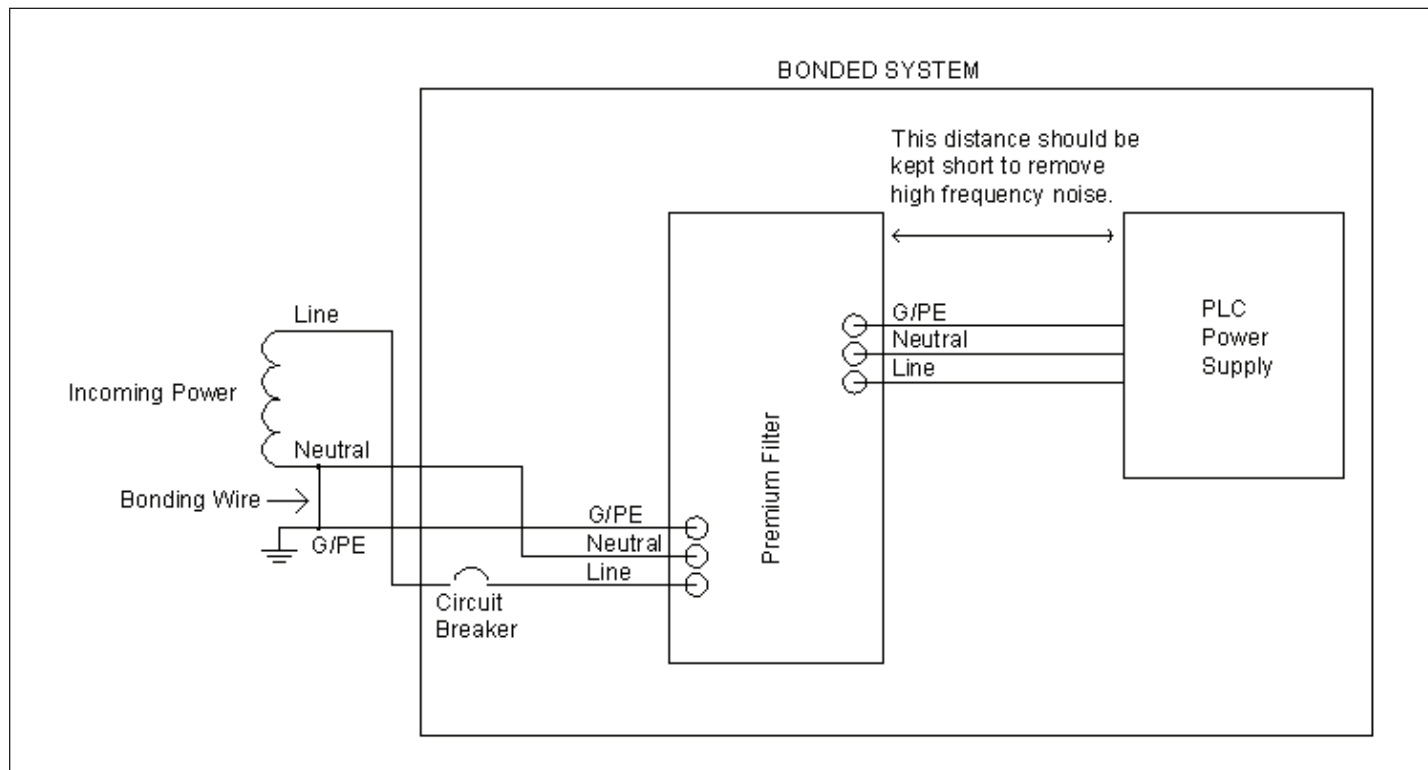 BONDED SYSTEM
This distance should be
kept short to remove
high frequency noise.
Line
Incoming Power
Neutral
Bonding Wire
G/PE
G/PE
Neutral
Line
Circuit
Breaker
Premium Filter
G/PE
Neutral
Line
PLC
Power
Supply